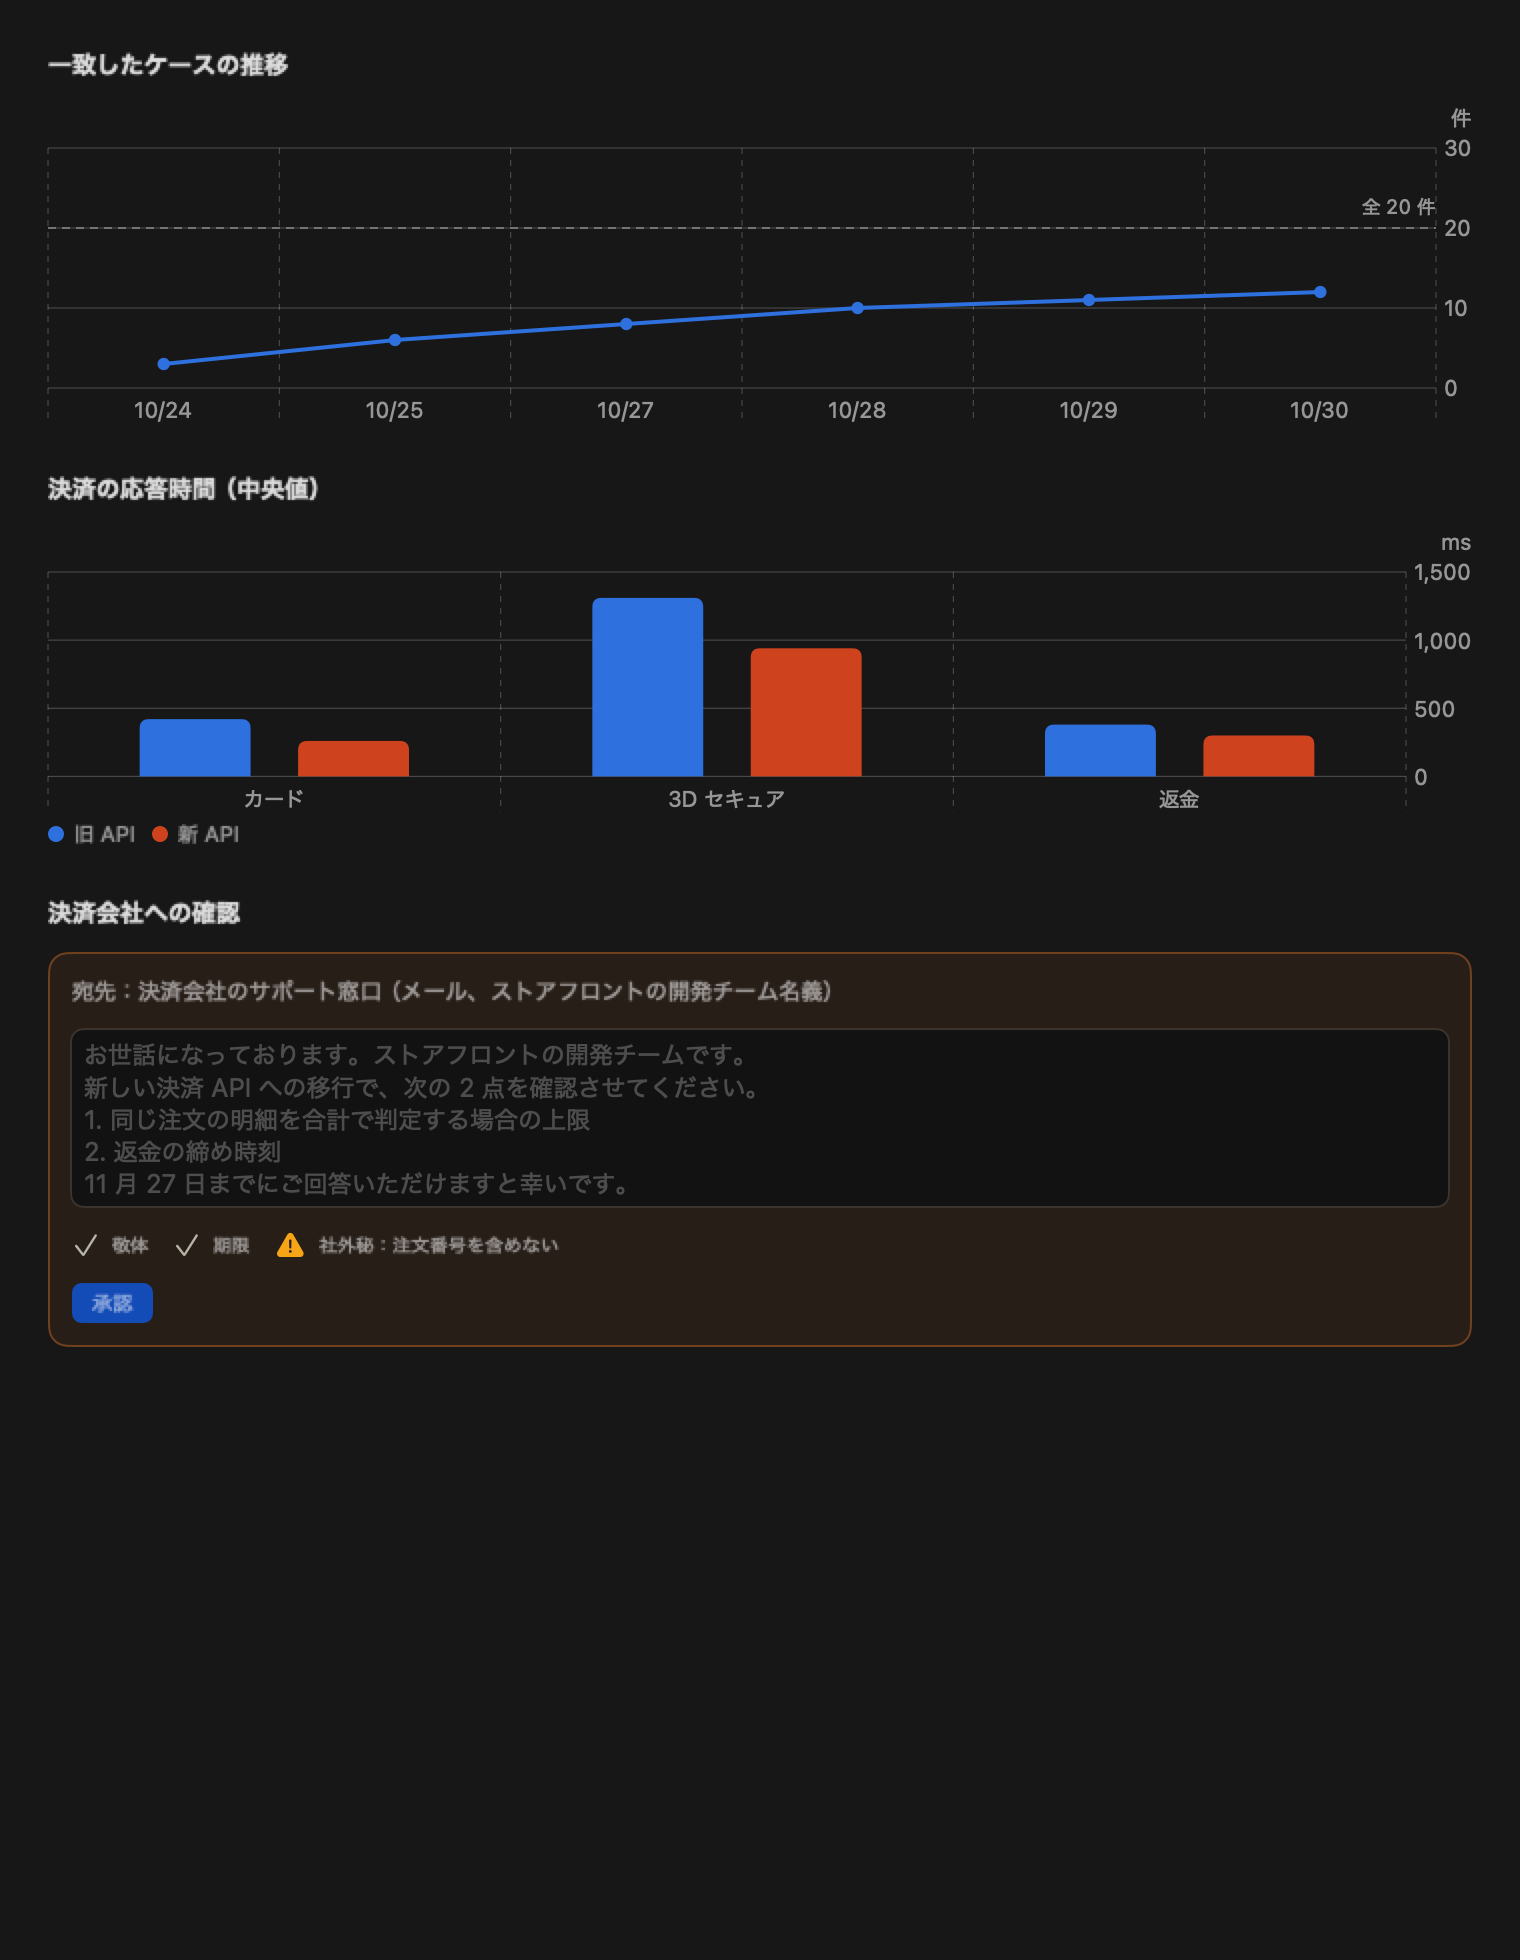 一致したケースの推移
件
30
全 20 件
20
10
0
10/24
10/25
10/27
10/28
10/29
10/30
決済の応答時間（中央値）
ms
1,500
1,000
500
0
カード
3D セキュア
返金
旧 API
新 API
決済会社への確認
宛先：決済会社のサポート窓口（メール、ストアフロントの開発チーム名義）
お世話になっております。ストアフロントの開発チームです。
新しい決済 API への移行で、次の 2 点を確認させてください。
1. 同じ注文の明細を合計で判定する場合の上限
2. 返金の締め時刻
11 月 27 日までにご回答いただけますと幸いです。
敬体
期限
社外秘：注文番号を含めない
承認